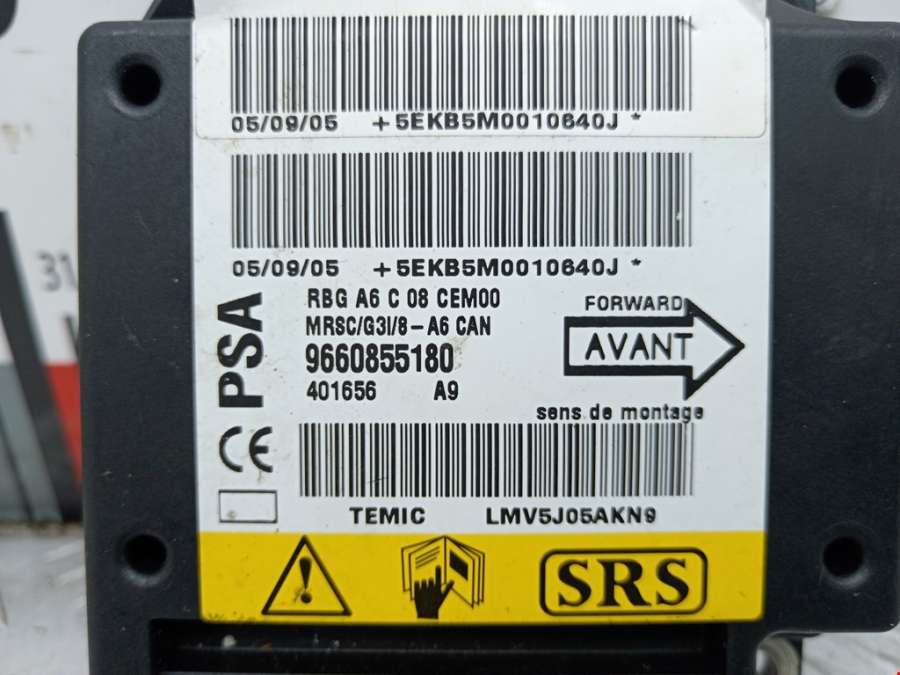 05/09/05 +5EKB5M0010640J *
05/09/05 +5EKB5M0010640J *
PSA
RBG A6 C 08 CEM00
MRSC/G3I/8-A6 CAN
9660855180
401656 A9
FORWARD
AVANT
sens de montage
CE
TEMIC LMV5J05AKN9
SRS
31